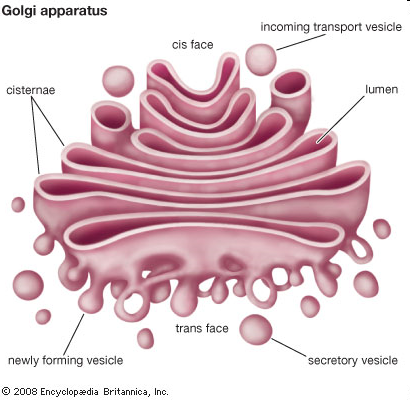 Golgi apparatus
incoming transport vesicle
cis face
cisternae
lumen
trans face
newly forming vesicle
secretory vesicle
© 2008 Encyclopædia Britannica, Inc.